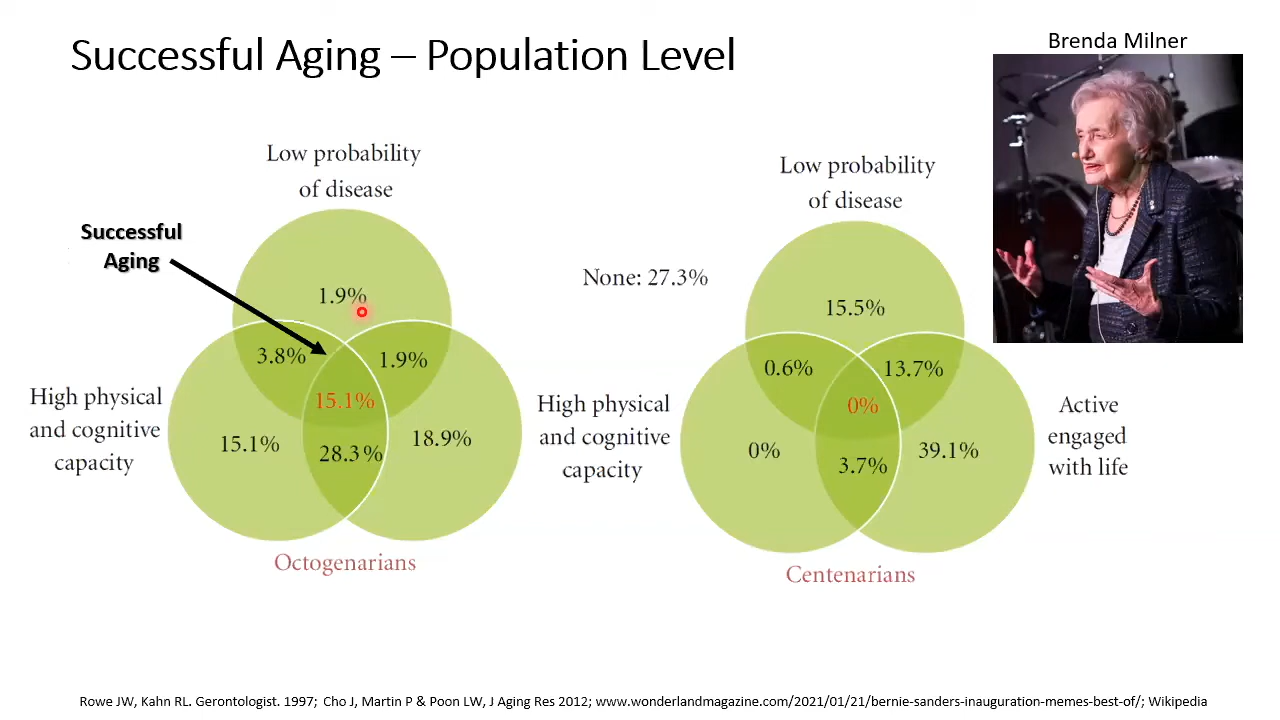 Successful Aging – Population Level
Brenda Milner
Low probability
of disease
Successful
Aging
1.9%
3.8%
1.9%
High physical
and cognitive
capacity
15.1%
15.1%
28.3%
18.9%
Octogenarians
Low probability
of disease
None: 27.3%
15.5%
0.6%
13.7%
High physical
and cognitive
capacity
0%
0%
3.7%
39.1%
Active
engaged
with life
Centenarians
Rowe JW, Kahn RL. Gerontologist. 1997; Cho J, Martin P & Poon LW, J Aging Res 2012; www.wonderlandmagazine.com/2021/01/21/bernie-sanders-inauguration-memes-best-of/; Wikipedia